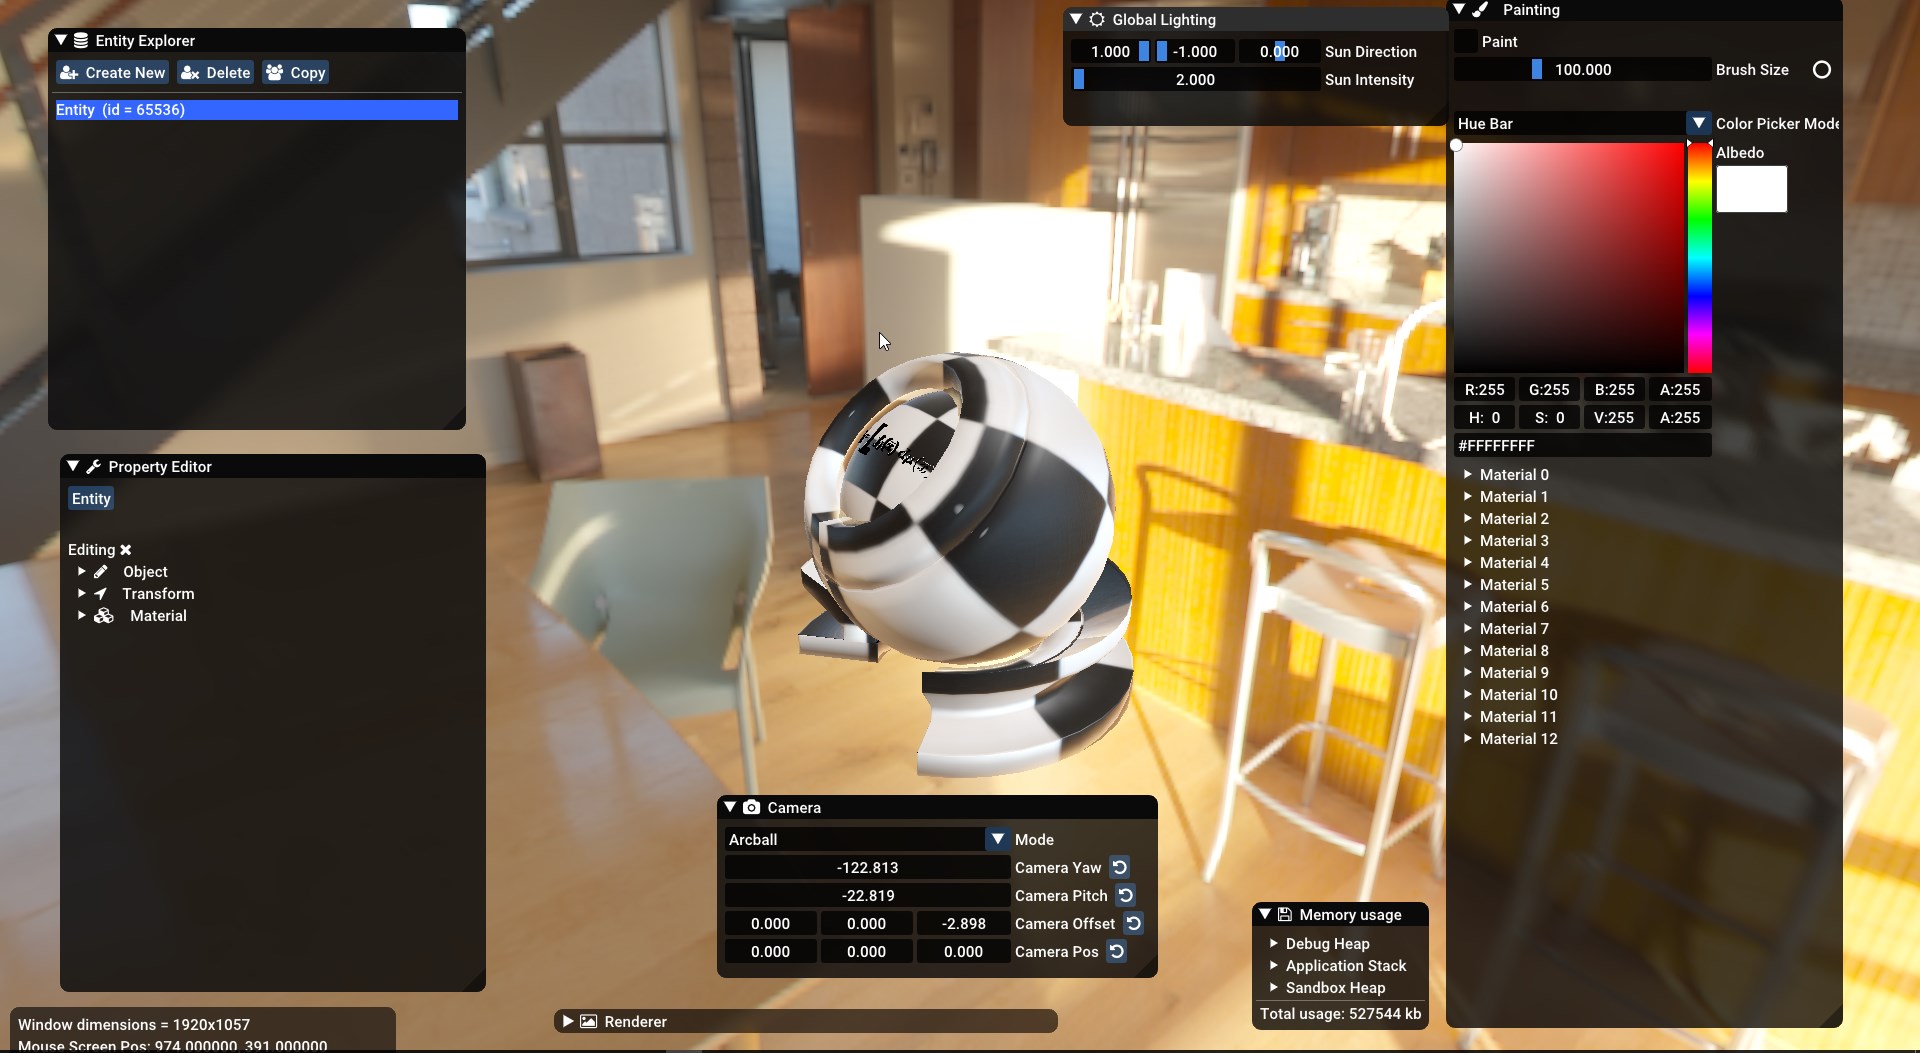 Entity Explorer
Create New Delete Copy
Entity (id = 65536)
Property Editor
Entity
Editing
Object
Transform
Material
Window dimensions = 1920x1057
Mouse Screen Pos: 974.000000, 391.000000
Global Lighting
1.000 -1.000 0.000 Sun Direction
2.000 Sun Intensity
Camera
Arcball Mode
-122.813 Camera Yaw
-22.819 Camera Pitch
0.000 0.000 -2.898 Camera Offset
0.000 0.000 0.000 Camera Pos
Renderer
Memory usage
Debug Heap
Application Stack
Sandbox Heap
Total usage: 527544 kb
Painting
Paint
100.000 Brush Size
Hue Bar Color Picker Mode
Albedo
R:255 G:255 B:255 A:255
H: 0 S: 0 V:255 A:255
#FFFFFFFF
Material 0
Material 1
Material 2
Material 3
Material 4
Material 5
Material 6
Material 7
Material 8
Material 9
Material 10
Material 11
Material 12